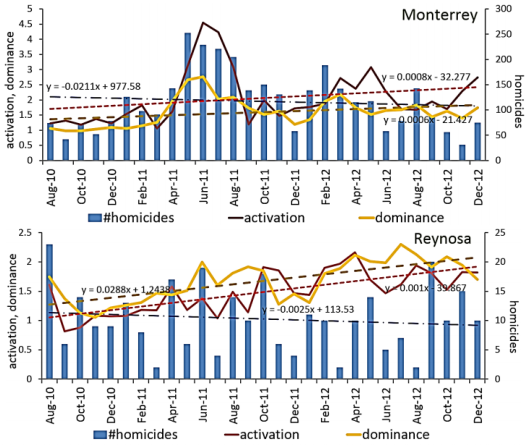 Monterrey
activation, dominance
homicides
5
4.5
4
3.5
3
2.5
2
1.5
1
0.5
0
300
250
200
150
100
50
0
y = -0.0211x + 977.58
y = 0.0008x - 32.277
y = 0.0006x - 21.427
Aug-10
Oct-10
Dec-10
Feb-11
Apr-11
Jun-11
Aug-11
Oct-11
Dec-11
Feb-12
Apr-12
Jun-12
Aug-12
Oct-12
Dec-12
#homicides activation dominance
Reynosa
activation, dominance
homicides
2.5
2
1.5
1
0.5
0
25
20
15
10
5
0
y = 0.0288x + 1.2438
y = -0.0025x + 113.53
y = 0.001x - 39.867
Aug-10
Oct-10
Dec-10
Feb-11
Apr-11
Jun-11
Aug-11
Oct-11
Dec-11
Feb-12
Apr-12
Jun-12
Aug-12
Oct-12
Dec-12
#homicides activation dominance